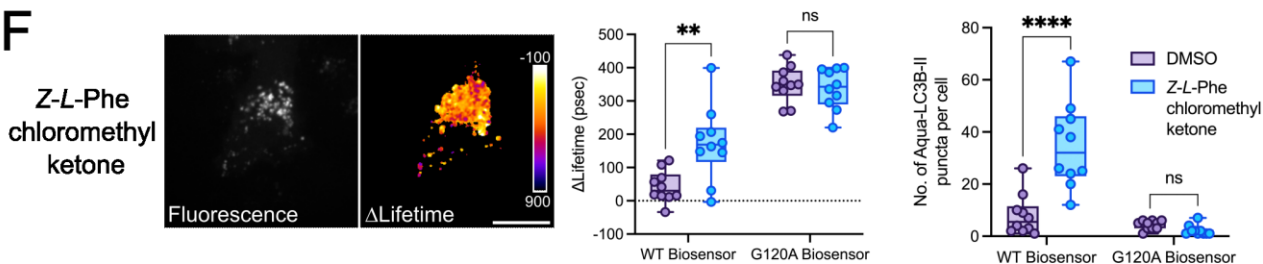 F
Z-L-Phe
chloromethyl
ketone
Fluorescence
ΔLifetime
-100
900
ΔLifetime (psec)
500
400
300
200
100
0
-100
**
ns
WT Biosensor
G120A Biosensor
No. of Aqua-LC3B-II
puncta per cell
80
60
40
20
0
****
ns
WT Biosensor
G120A Biosensor
DMSO
Z-L-Phe
chloromethyl
ketone